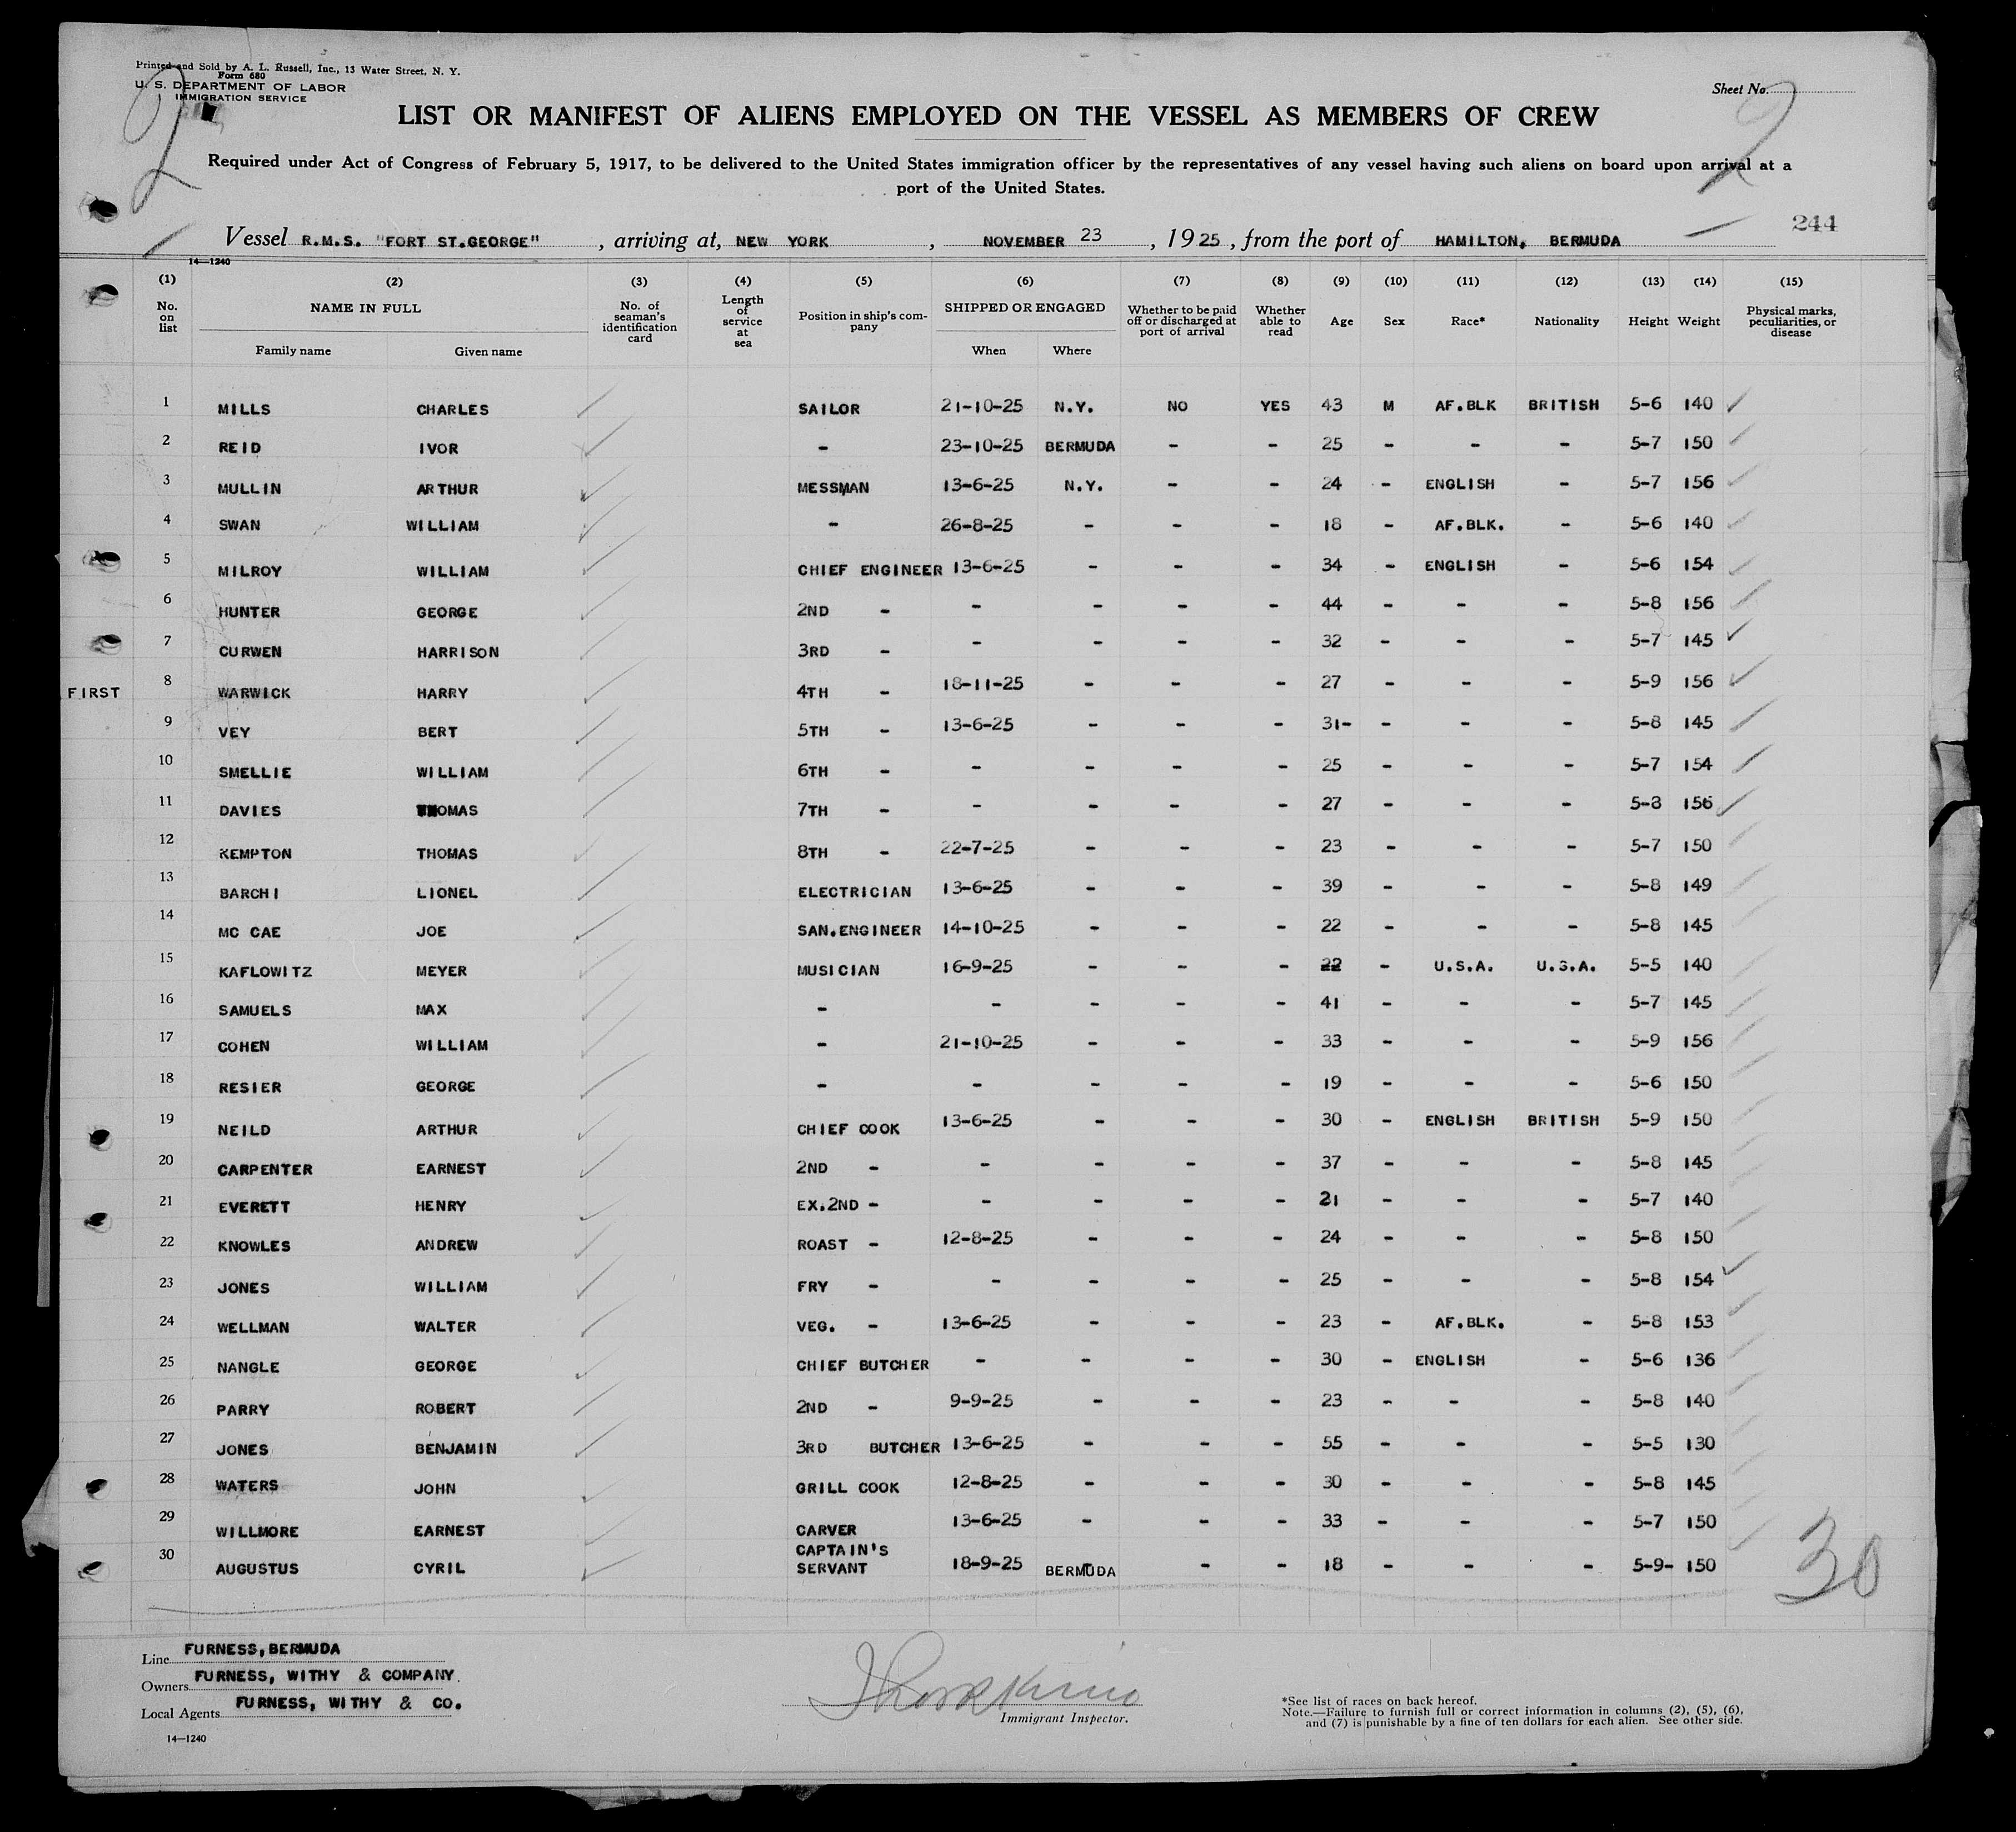 Printed and Sold by A. L. Russell, Inc., 13 Water Street, N. Y.
Form 680
U. S. DEPARTMENT OF LABOR
IMMIGRATION SERVICE
Sheet No.
2 2
LIST OR MANIFEST OF ALIENS EMPLOYED ON THE VESSEL AS MEMBERS OF CREW
Required under Act of Congress of February 5, 1917, to be delivered to the United States immigration officer by the representatives of any vessel having such aliens on board upon arrival at a
port of the United States.
244
Vessel R.M.S. "FORT ST.GEORGE", arriving at, NEW YORK, NOVEMBER 23, 1925, from the port of HAMILTON, BERMUDA
14—1240
(1) (2) (3) (4) (5) (6) (7) (8) (9) (10) (11) (12) (13) (14) (15)
No. on list NAME IN FULL No. of seaman's identification card Length of service at sea Position in ship's company SHIPPED OR ENGAGED Whether to be paid off or discharged at port of arrival Whether able to read Age Sex Race* Nationality Height Weight Physical marks, peculiarities, or disease
Family name Given name When Where
1 MILLS CHARLES SAILOR 21-10-25 N.Y. NO YES 43 M AF.BLK BRITISH 5-6 140
2 REID IVOR - 23-10-25 BERMUDA - - 25 - - - 5-7 150
3 MULLIN ARTHUR MESSMAN 13-6-25 N.Y. - - 24 - ENGLISH - 5-7 156
4 SWAN WILLIAM - 26-8-25 - - - 18 - AF.BLK. - 5-6 140
5 MILROY WILLIAM CHIEF ENGINEER 13-6-25 - - - 34 - ENGLISH - 5-6 154
6 HUNTER GEORGE 2ND - - - - - 44 - - - 5-8 156
7 CURWEN HARRISON 3RD - - - - - 32 - - - 5-7 145
FIRST 8 WARWICK HARRY 4TH - 18-11-25 - - - 27 - - - 5-9 156
9 VEY BERT 5TH - 13-6-25 - - - 31- - - - 5-8 145
10 SMELLIE WILLIAM 6TH - - - - - 25 - - - 5-7 154
11 DAVIES THOMAS 7TH - - - - - 27 - - - 5-8 156
12 KEMPTON THOMAS 8TH - 22-7-25 - - - 23 - - - 5-7 150
13 BARCHI LIONEL ELECTRICIAN 13-6-25 - - - 39 - - - 5-8 149
14 MC CAE JOE SAN.ENGINEER 14-10-25 - - - 22 - - - 5-8 145
15 KAFLOWITZ MEYER MUSICIAN 16-9-25 - - - 22 - U.S.A. U.S.A. 5-5 140
16 SAMUELS MAX - - - - - 41 - - - 5-7 145
17 COHEN WILLIAM - 21-10-25 - - - 33 - - - 5-9 156
18 RESIER GEORGE - - - - - 19 - - - 5-6 150
19 NEILD ARTHUR CHIEF COOK 13-6-25 - - - 30 - ENGLISH BRITISH 5-9 150
20 CARPENTER EARNEST 2ND - - - - - 37 - - - 5-8 145
21 EVERETT HENRY EX.2ND - - - - - 21 - - - 5-7 140
22 KNOWLES ANDREW ROAST - 12-8-25 - - - 24 - - - 5-8 150
23 JONES WILLIAM FRY - - - - - 25 - - - 5-8 154
24 WELLMAN WALTER VEG. - 13-6-25 - - - 23 - AF.BLK. - 5-8 153
25 NANGLE GEORGE CHIEF BUTCHER - - - - 30 - ENGLISH - 5-6 136
26 PARRY ROBERT 2ND - 9-9-25 - - - 23 - - - 5-8 140
27 JONES BENJAMIN 3RD BUTCHER 13-6-25 - - - 55 - - - 5-5 130
28 WATERS JOHN GRILL COOK 12-8-25 - - - 30 - - - 5-8 145
29 WILLMORE EARNEST CARVER 13-6-25 - - - 33 - - - 5-7 150
30 AUGUSTUS CYRIL CAPTAIN'S SERVANT 18-9-25 BERMUDA - - 18 - - - 5-9- 150
30
Line FURNESS, BERMUDA
Owners FURNESS, WITHY & COMPANY.
Local Agents FURNESS, WITHY & CO.
14—1240
Immigrant Inspector.
*See list of races on back hereof.
Note.—Failure to furnish full or correct information in columns (2), (5), (6),
and (7) is punishable by a fine of ten dollars for each alien. See other side.